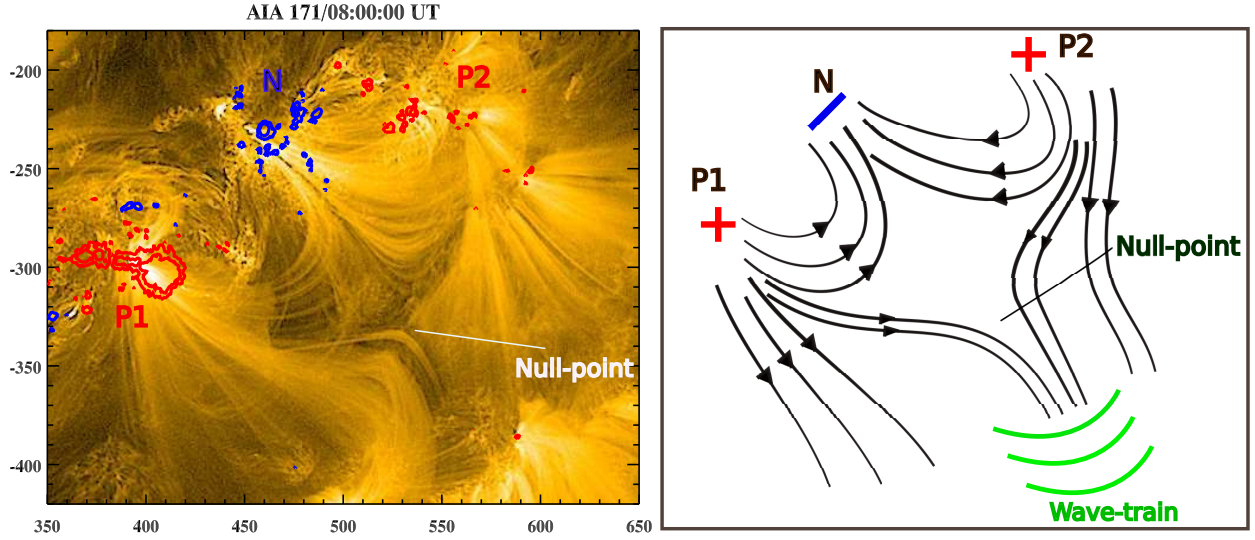 AIA 171/08:00:00 UT
-200
-250
-300
-350
-400
350 400 450 500 550 600 650
N
P2
P1
Null-point
N
P2
P1
Null-point
Wave-train